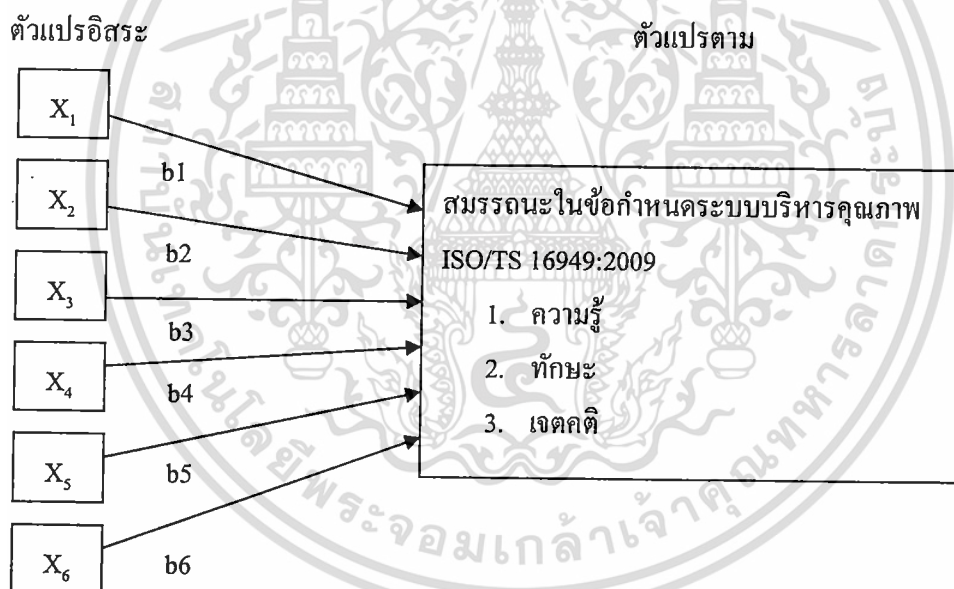 ตัวแปรอิสระ
ตัวแปรตาม
X₁
b1
X₂
b2
X₃
b3
X₄
b4
X₅
b5
X₆
b6
สมรรถนะในข้อกำหนดระบบบริหารคุณภาพ
ISO/TS 16949:2009
1. ความรู้
2. ทักษะ
3. เจตคติ